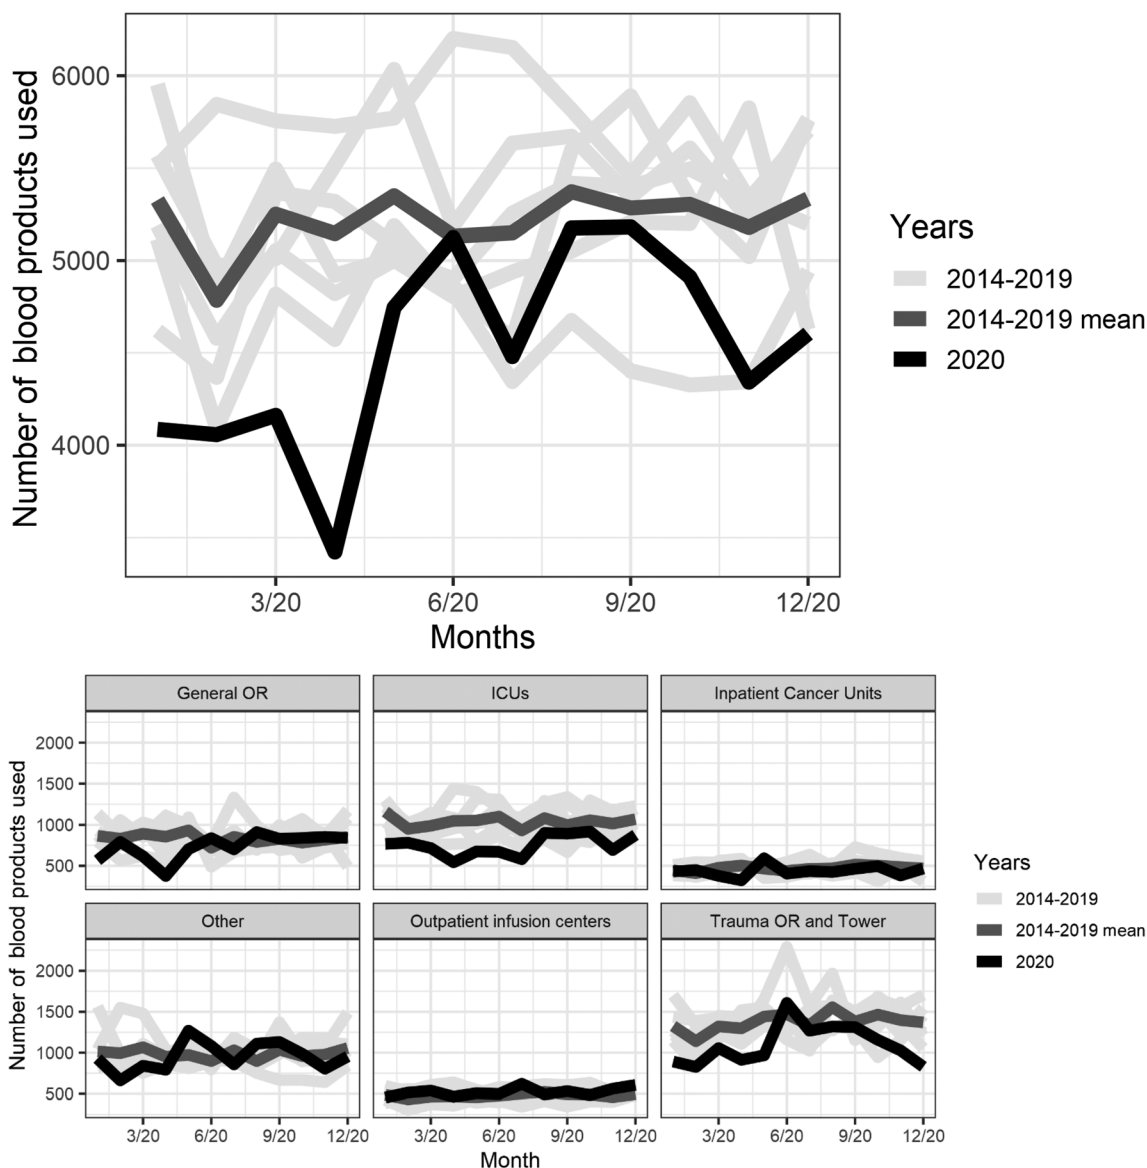 Number of blood products used
6000
5000
4000
3/20 6/20 9/20 12/20
Months
Years
2014-2019
2014-2019 mean
2020
General OR ICUs Inpatient Cancer Units
2000
1500
1000
500
Other Outpatient infusion centers Trauma OR and Tower
2000
1500
1000
500
Number of blood products used
3/20 6/20 9/20 12/20 3/20 6/20 9/20 12/20 3/20 6/20 9/20 12/20
Month
Years
2014-2019
2014-2019 mean
2020